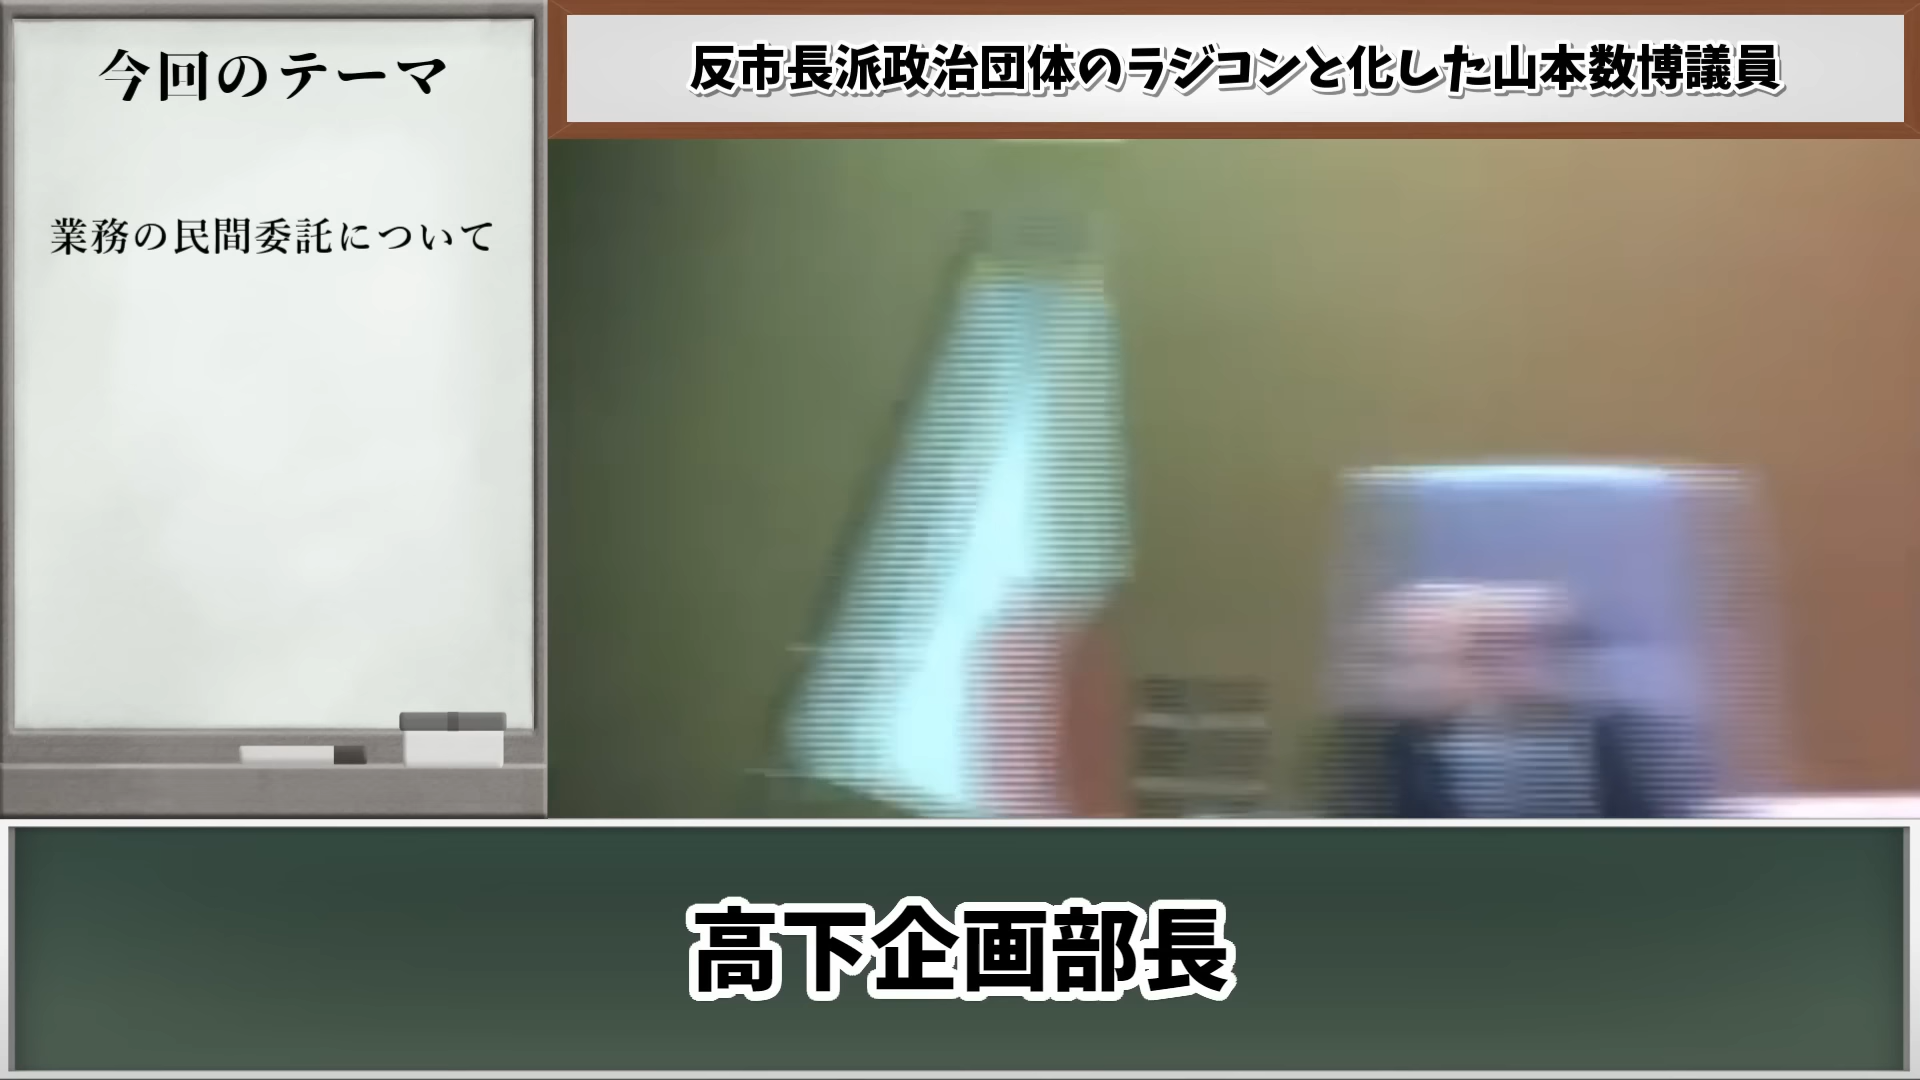 今回のテーマ
業務の民間委託について
反市長派政治団体のラジコンと化した山本数博議員
高下企画部長